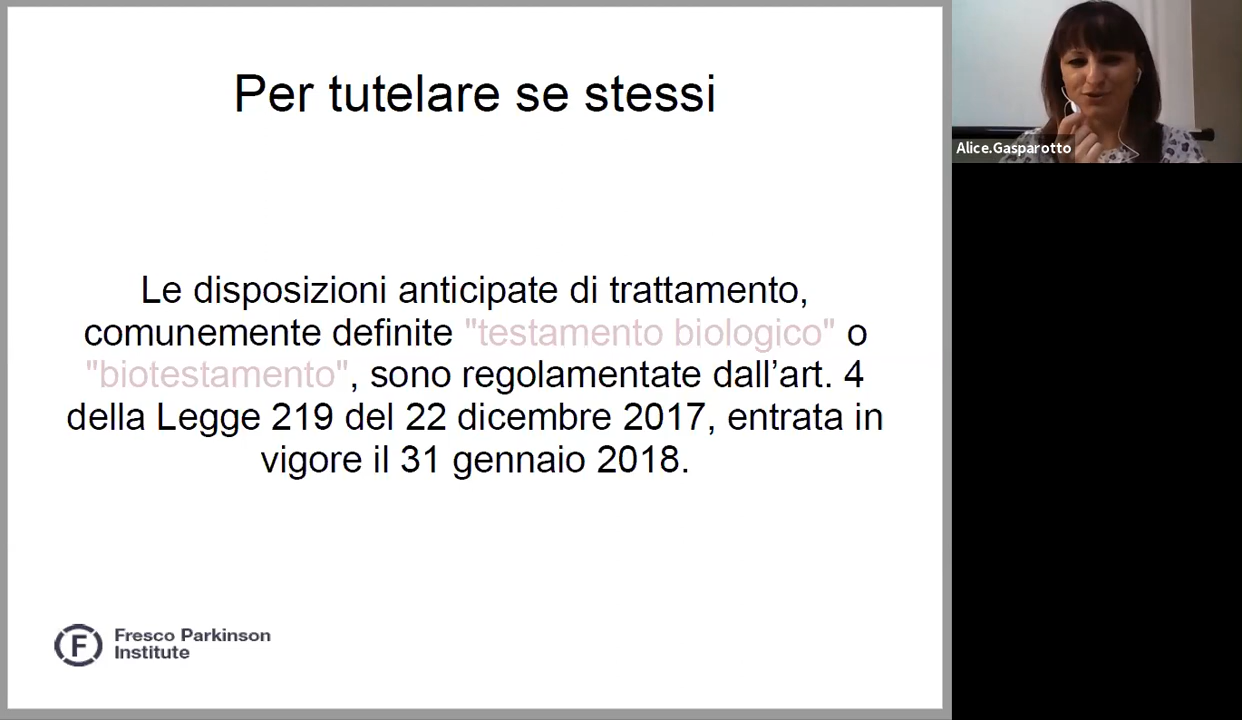 Per tutelare se stessi
Le disposizioni anticipate di trattamento,
comunemente definite "testamento biologico" o
"biotestamento", sono regolamentate dall’art. 4
della Legge 219 del 22 dicembre 2017, entrata in
vigore il 31 gennaio 2018.
F
Fresco Parkinson
Institute
Alice.Gasparotto